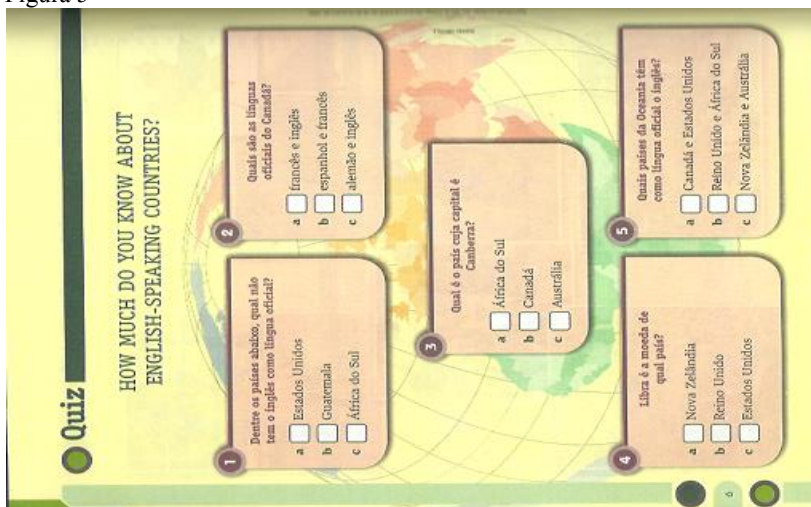 Figura 3
Quiz
HOW MUCH DO YOU KNOW ABOUT
ENGLISH-SPEAKING COUNTRIES?
1
Dentre os países abaixo, qual não
tem o inglês como língua oficial?
a Estados Unidos
b Guatemala
c África do Sul
2
Quais são as línguas
oficiais do Canadá?
a francês e inglês
b espanhol e francês
c alemão e inglês
3
Qual é o país cuja capital é
Canberra?
a África do Sul
b Canadá
c Austrália
4
Libra é a moeda de
qual país?
a Nova Zelândia
b Reino Unido
c Estados Unidos
5
Quais países da Oceania têm
como língua oficial o inglês?
a Canadá e Estados Unidos
b Reino Unido e África do Sul
c Nova Zelândia e Austrália
6